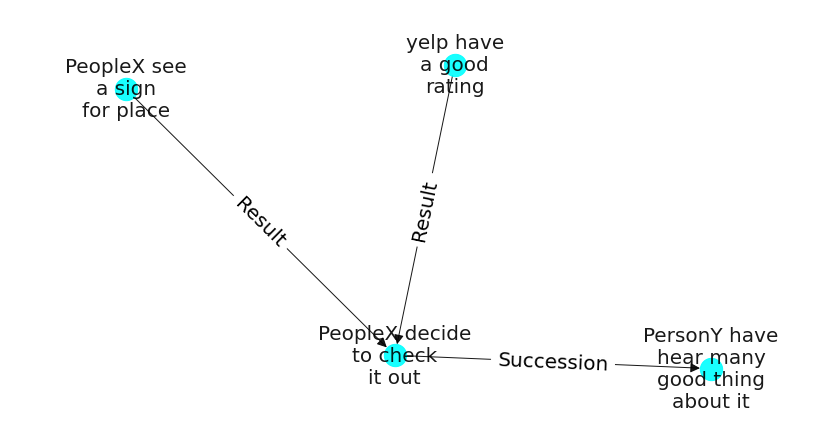 PeopleX see
a sign
for place
yelp have
a good
rating
Result
Result
PeopleX decide
to check
it out
Succession
PersonY have
hear many
good thing
about it